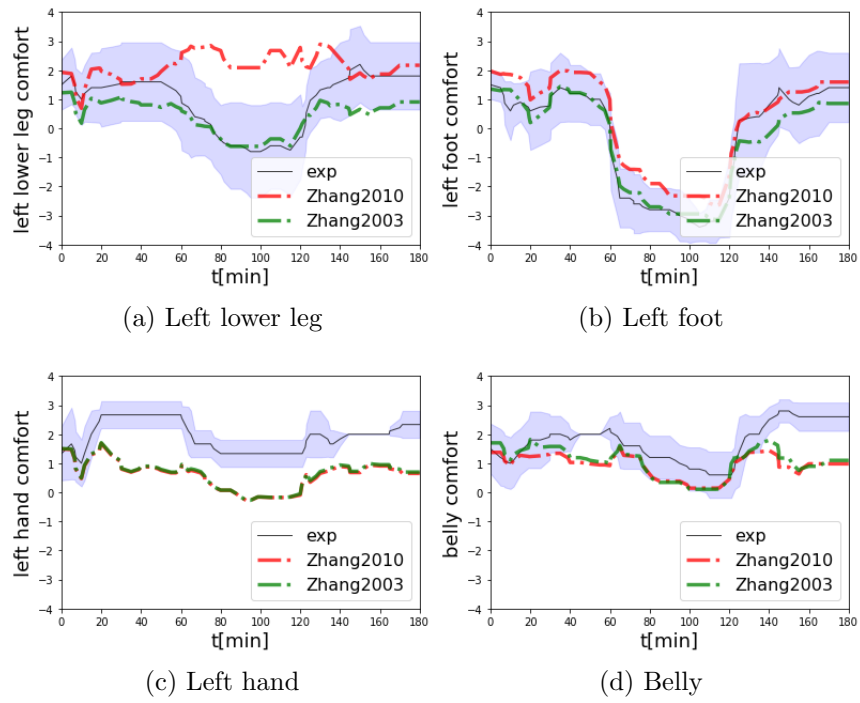 left lower leg comfort
4
3
2
1
0
−1
−2
−3
−4
0 20 40 60 80 100 120 140 160 180
t[min]
exp
Zhang2010
Zhang2003
(a) Left lower leg
left foot comfort
4
3
2
1
0
−1
−2
−3
−4
0 20 40 60 80 100 120 140 160 180
t[min]
exp
Zhang2010
Zhang2003
(b) Left foot
left hand comfort
4
3
2
1
0
−1
−2
−3
−4
0 20 40 60 80 100 120 140 160 180
t[min]
exp
Zhang2010
Zhang2003
(c) Left hand
belly comfort
4
3
2
1
0
−1
−2
−3
−4
0 20 40 60 80 100 120 140 160 180
t[min]
exp
Zhang2010
Zhang2003
(d) Belly